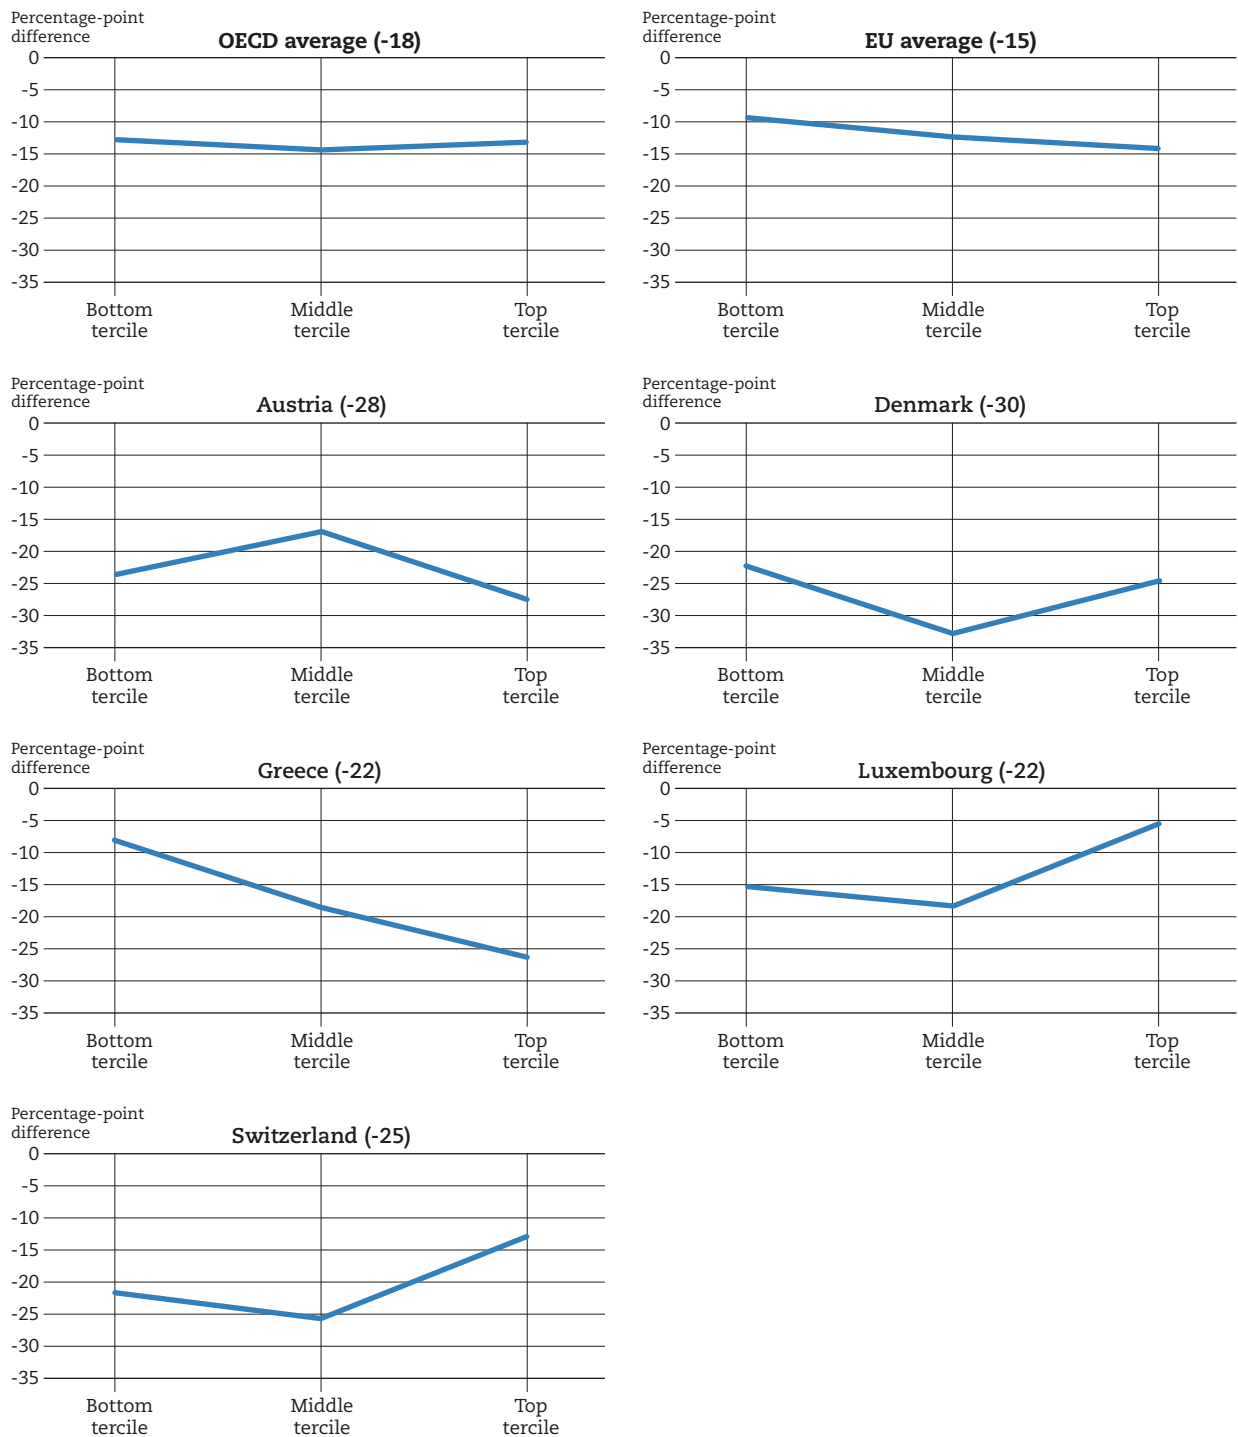 Percentage-point
difference
OECD average (-18)
0
-5
-10
-15
-20
-25
-30
-35
Bottom
tercile
Middle
tercile
Top
tercile
Percentage-point
difference
EU average (-15)
0
-5
-10
-15
-20
-25
-30
-35
Bottom
tercile
Middle
tercile
Top
tercile
Percentage-point
difference
Austria (-28)
0
-5
-10
-15
-20
-25
-30
-35
Bottom
tercile
Middle
tercile
Top
tercile
Percentage-point
difference
Denmark (-30)
0
-5
-10
-15
-20
-25
-30
-35
Bottom
tercile
Middle
tercile
Top
tercile
Percentage-point
difference
Greece (-22)
0
-5
-10
-15
-20
-25
-30
-35
Bottom
tercile
Middle
tercile
Top
tercile
Percentage-point
difference
Luxembourg (-22)
0
-5
-10
-15
-20
-25
-30
-35
Bottom
tercile
Middle
tercile
Top
tercile
Percentage-point
difference
Switzerland (-25)
0
-5
-10
-15
-20
-25
-30
-35
Bottom
tercile
Middle
tercile
Top
tercile